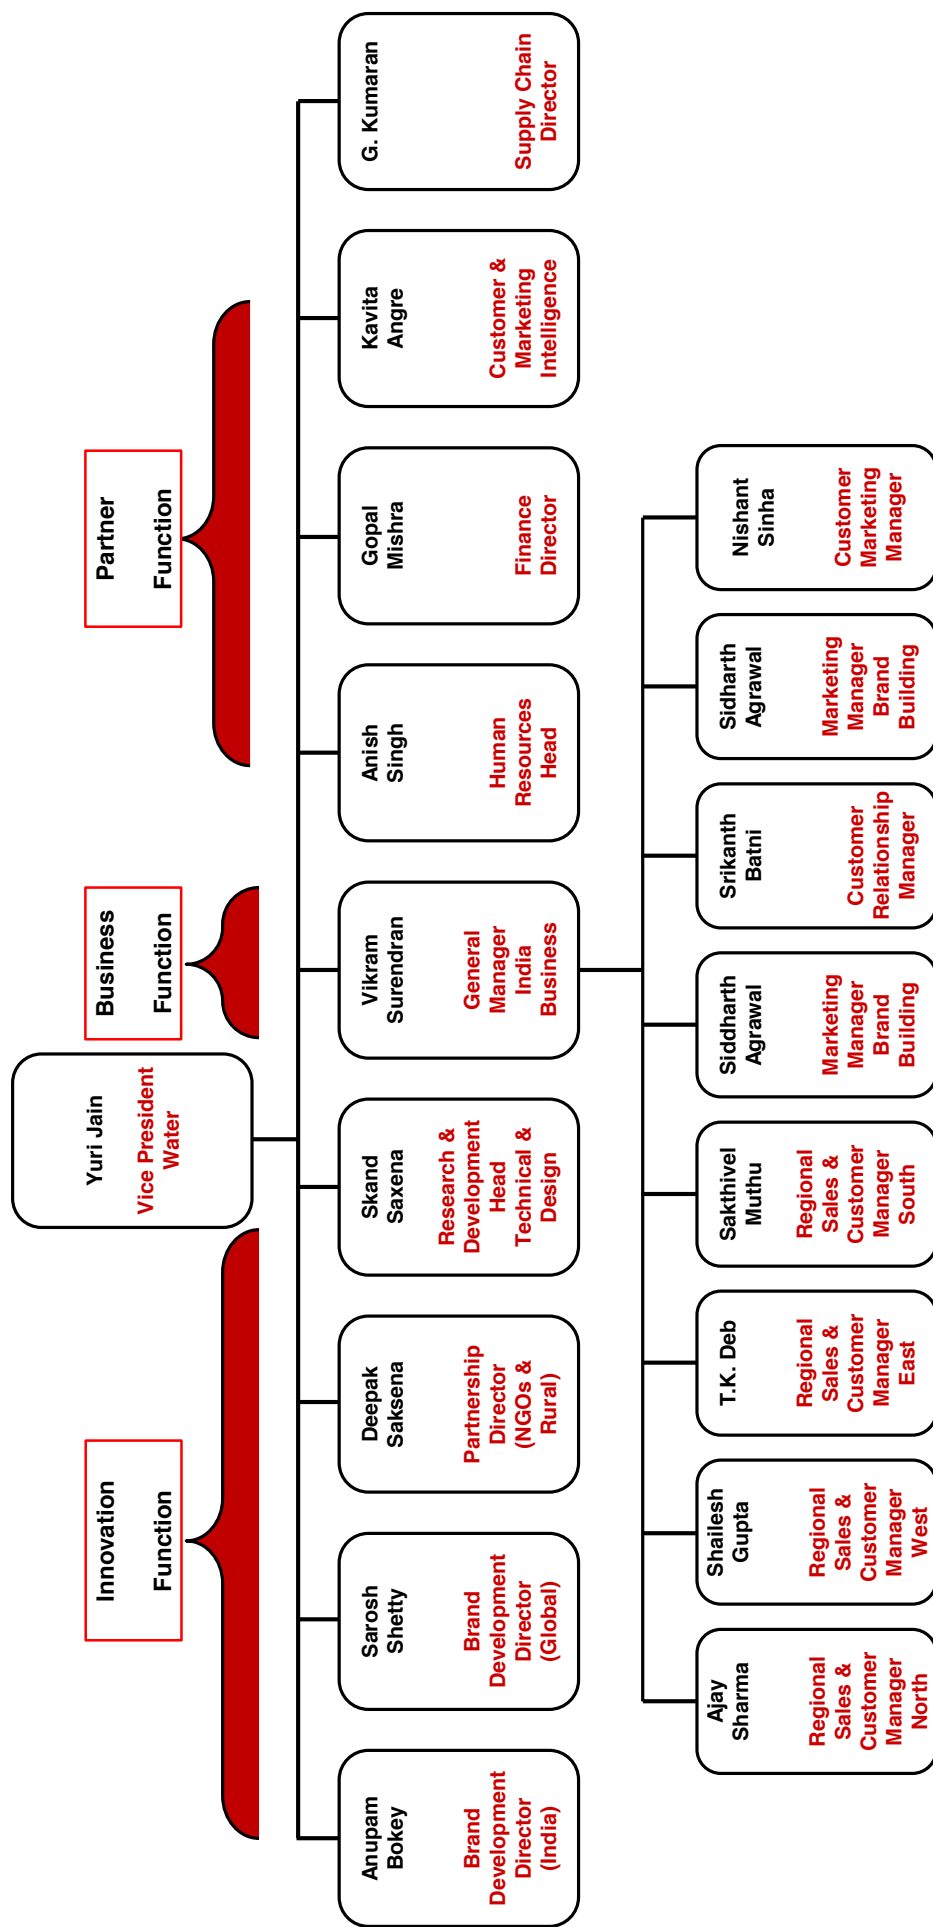 Yuri Jain
Vice President
Water
Innovation
Function
Business
Function
Partner
Function
Anupam
Bokey
Brand
Development
Director
(India)
Sarosh
Shetty
Brand
Development
Director
(Global)
Deepak
Saksena
Partnership
Director
(NGOs &
Rural)
Skand
Saxena
Research &
Development
Head
Technical &
Design
Vikram
Surendran
General
Manager
India
Business
Anish
Singh
Human
Resources
Head
Gopal
Mishra
Finance
Director
Kavita
Angre
Customer &
Marketing
Intelligence
G. Kumaran
Supply Chain
Director
Ajay
Sharma
Regional
Sales &
Customer
Manager
North
Shailesh
Gupta
Regional
Sales &
Customer
Manager
West
T.K. Deb
Regional
Sales &
Customer
Manager
East
Sakthivel
Muthu
Regional
Sales &
Customer
Manager
South
Siddharth
Agrawal
Marketing
Manager
Brand
Building
Srikanth
Batni
Customer
Relationship
Manager
Sidharth
Agrawal
Marketing
Manager
Brand
Building
Nishant
Sinha
Customer
Marketing
Manager